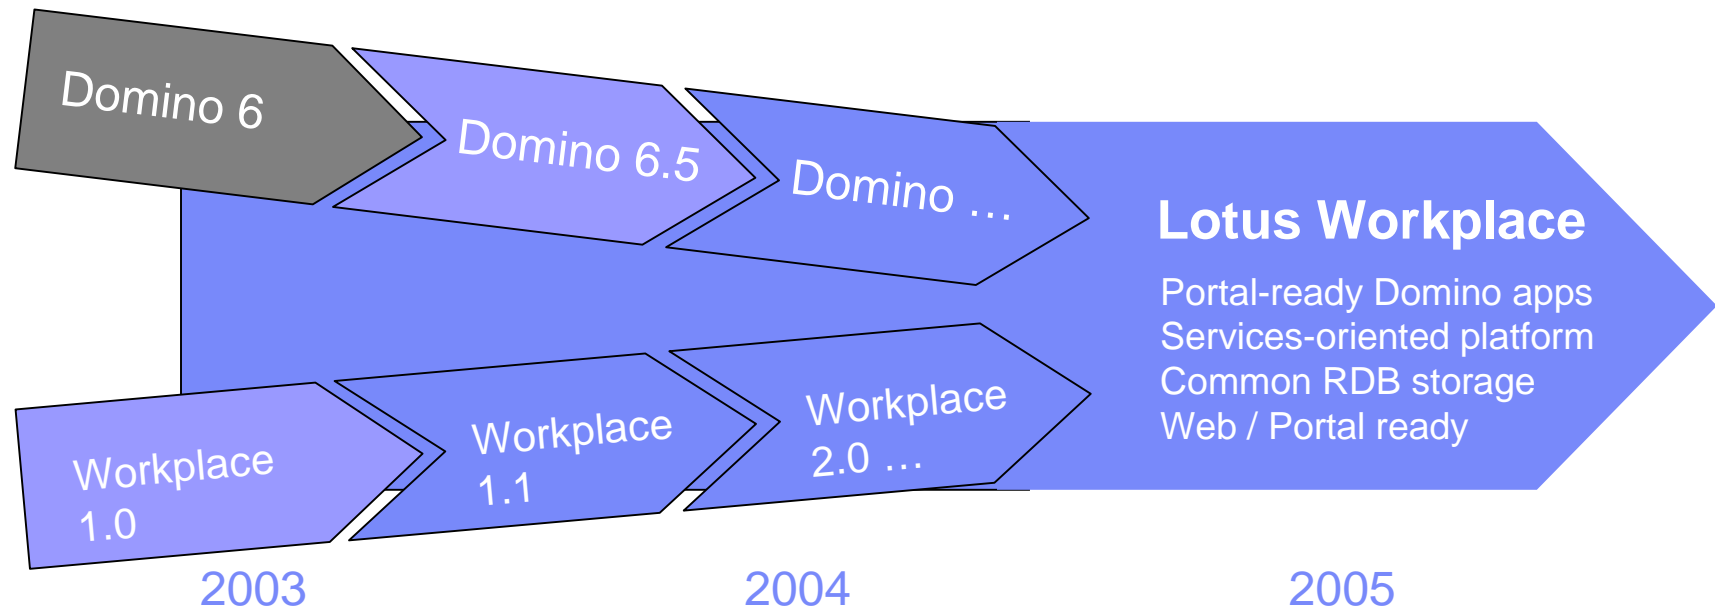 Domino 6
Domino 6.5
Domino …
Lotus Workplace
Portal-ready Domino apps
Services-oriented platform
Common RDB storage
Web / Portal ready
Workplace
1.0
Workplace
1.1
Workplace
2.0 …
2003
2004
2005